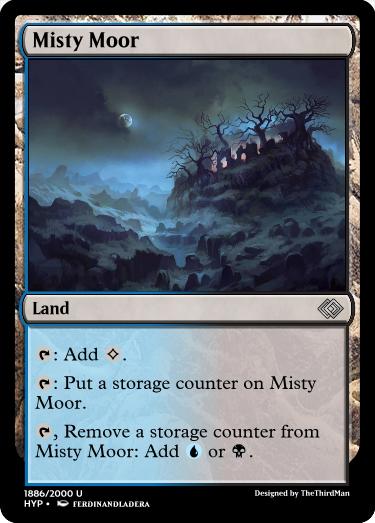 Misty Moor
Land
: Add .
: Put a storage counter on Misty
Moor.
, Remove a storage counter from
Misty Moor: Add or .
1886/2000 U
HYP • FERDINANDLADERA
Designed by TheThirdMan